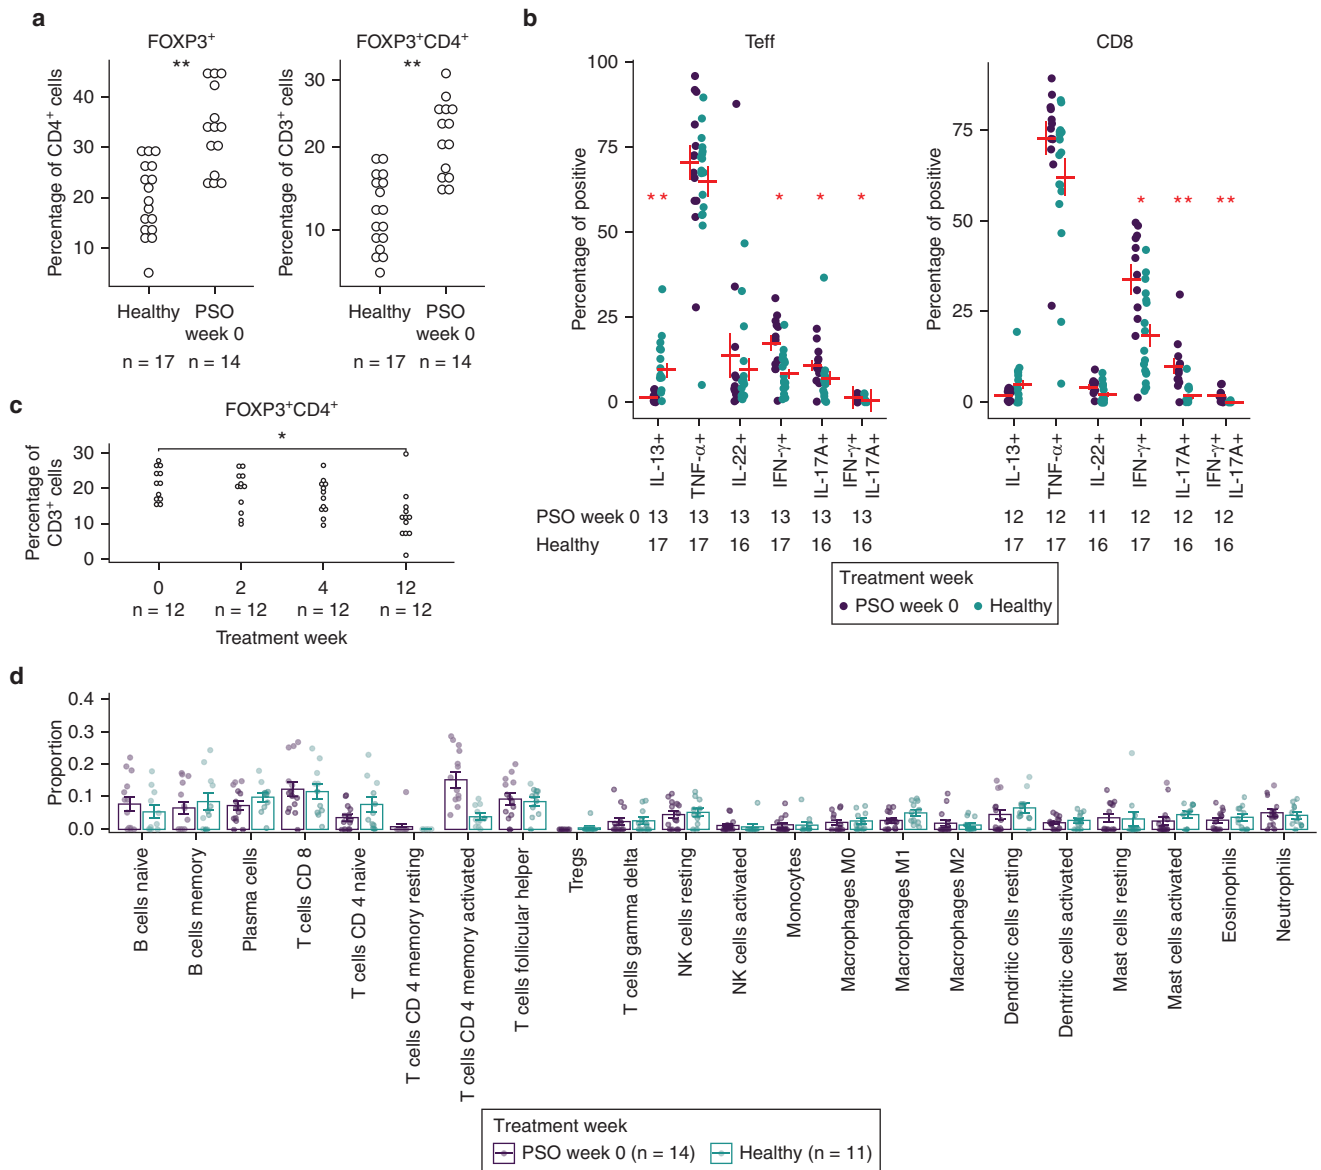 a
FOXP3⁺
**
Percentage of CD4⁺ cells
40
30
20
10
Healthy
PSO
week 0
n = 17
n = 14
FOXP3⁺CD4⁺
**
Percentage of CD3⁺ cells
30
20
10
Healthy
PSO
week 0
n = 17
n = 14
b
Teff
Percentage of positive
100
75
50
25
0
** * * *
IL-13+
TNF-α+
IL-22+
IFN-γ+
IL-17A+
IFN-γ+
IL-17A+
CD8
Percentage of positive
75
50
25
0
* ** **
IL-13+
TNF-α+
IL-22+
IFN-γ+
IL-17A+
IFN-γ+
IL-17A+
PSO week 0 13 13 13 13 13 13 12 12 11 12 12 12
Healthy 17 17 16 17 16 16 17 17 16 17 16 16
Treatment week
PSO week 0 Healthy
c
FOXP3⁺CD4⁺
*
Percentage of
CD3⁺ cells
30
20
10
0
0 2 4 12
n = 12 n = 12 n = 12 n = 12
Treatment week
d
Proportion
0.4
0.3
0.2
0.1
0.0
B cells naive
B cells memory
Plasma cells
T cells CD 8
T cells CD 4 naive
T cells CD 4 memory resting
T cells CD 4 memory activated
T cells follicular helper
Tregs
T cells gamma delta
NK cells resting
NK cells activated
Monocytes
Macrophages M0
Macrophages M1
Macrophages M2
Dendritic cells resting
Dentritic cells activated
Mast cells resting
Mast cells activated
Eosinophils
Neutrophils
Treatment week
PSO week 0 (n = 14) Healthy (n = 11)